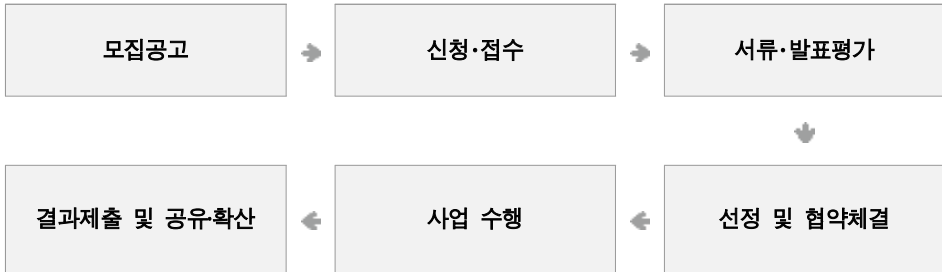 모집공고
신청·접수
서류·발표평가
선정 및 협약체결
사업 수행
결과제출 및 공유·확산